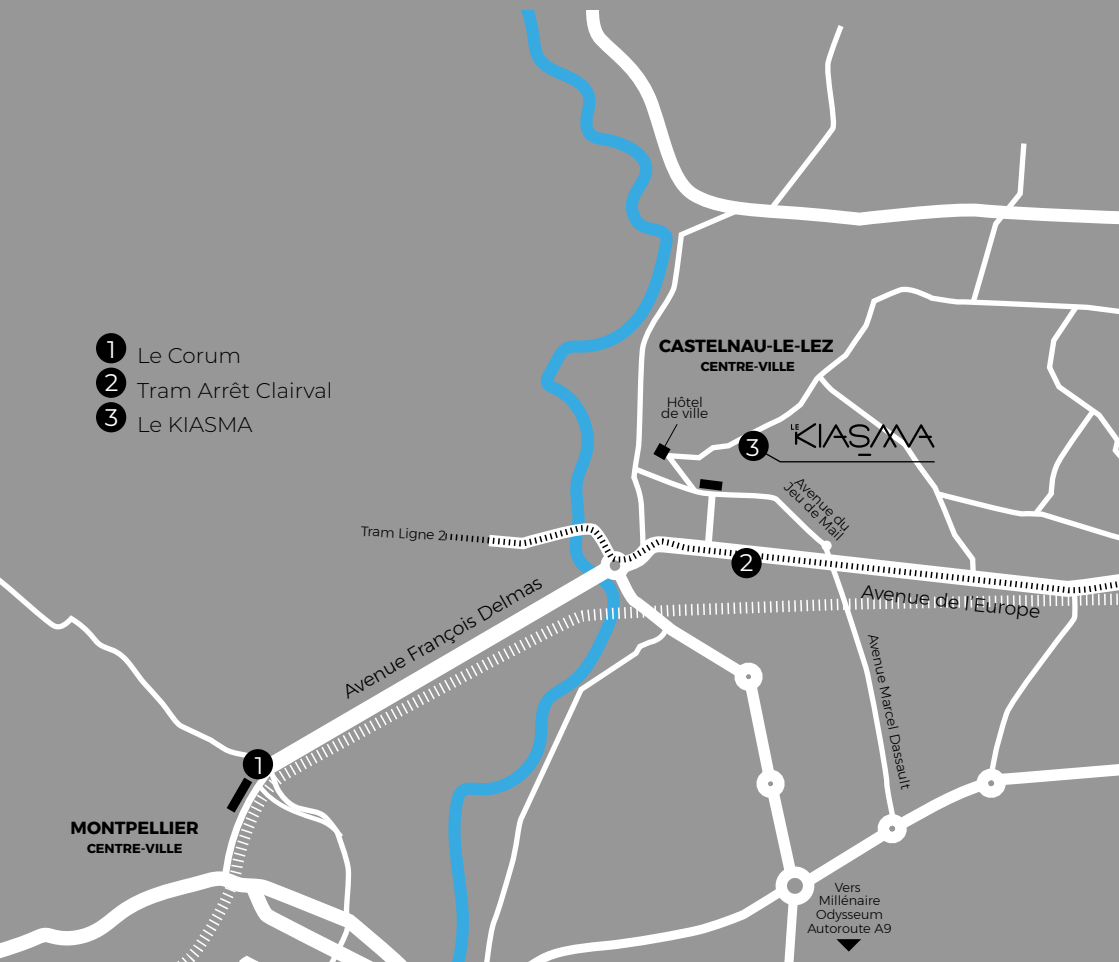 1 Le Corum
2 Tram Arrêt Clairval
3 Le KIASMA
CASTELNAU-LE-LEZ
CENTRE-VILLE
Hôtel
de ville
3
LE KIASMA
Avenue du
Jeu de Mail
Tram Ligne 2
2
Avenue de l'Europe
Avenue François Delmas
Avenue Marcel Dassault
1
MONTPELLIER
CENTRE-VILLE
Vers
Millénaire
Odysseum
Autoroute A9